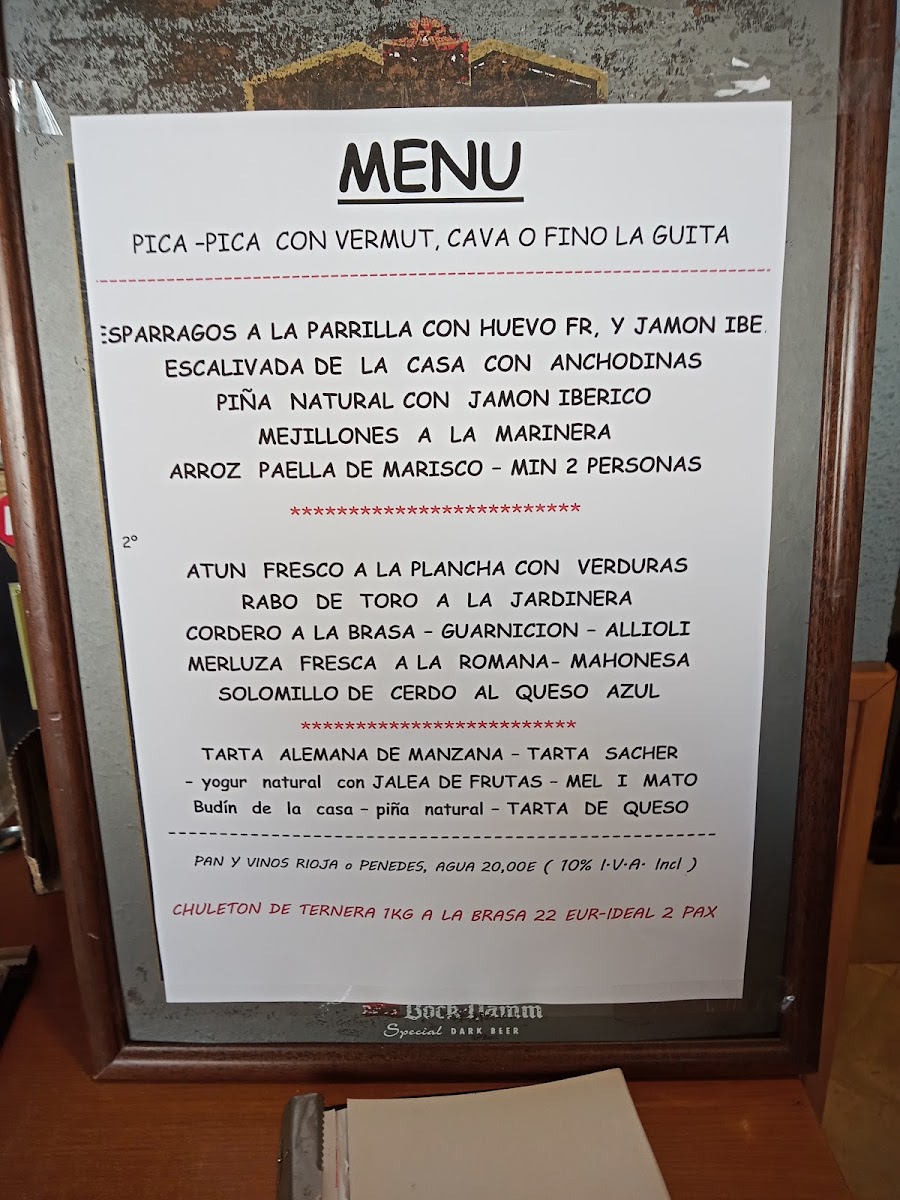 MENU
PICA -PICA CON VERMUT, CAVA O FINO LA GUITA
ESPARRAGOS A LA PARRILLA CON HUEVO FR, Y JAMON IBE
ESCALIVADA DE LA CASA CON ANCHODINAS
PIÑA NATURAL CON JAMON IBERICO
MEJILLONES A LA MARINERA
ARROZ PAELLA DE MARISCO - MIN 2 PERSONAS
*************************
2º
ATUN FRESCO A LA PLANCHA CON VERDURAS
RABO DE TORO A LA JARDINERA
CORDERO A LA BRASA - GUARNICION - ALLIOLI
MERLUZA FRESCA A LA ROMANA- MAHONESA
SOLOMILLO DE CERDO AL QUESO AZUL
*************************
TARTA ALEMANA DE MANZANA - TARTA SACHER
- yogur natural con JALEA DE FRUTAS - MEL I MATO
Budín de la casa - piña natural - TARTA DE QUESO
PAN Y VINOS RIOJA o PENEDES, AGUA 20,00E ( 10% I.V.A. Incl )
CHULETON DE TERNERA 1KG A LA BRASA 22 EUR-IDEAL 2 PAX
Bock-Damm
Special DARK BEER